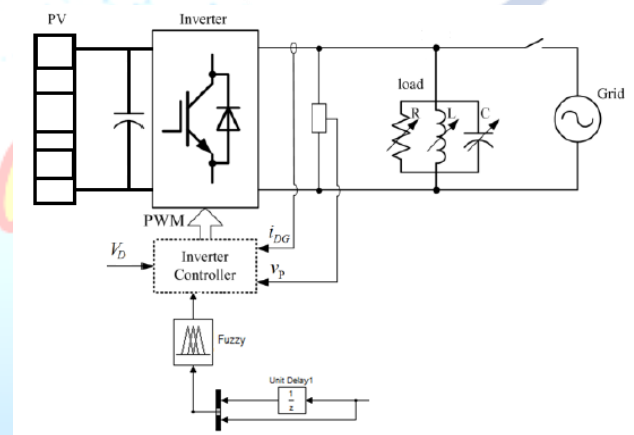 PV
Inverter
load
R
L
C
Grid
PWM
i_DG
V_D
Inverter
Controller
v_p
Fuzzy
Unit Delay1
1
z